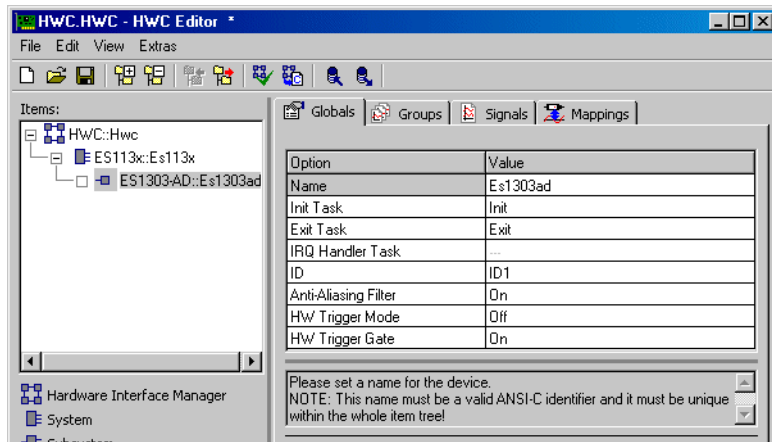 HWC.HWC - HWC Editor *
File Edit View Extras
Items:
HWC::Hwc
ES113x::Es113x
ES1303-AD::Es1303ad
Hardware Interface Manager
System
Subsystem
Globals Groups Signals Mappings
Option Value
Name Es1303ad
Init Task Init
Exit Task Exit
IRQ Handler Task ---
ID ID1
Anti-Aliasing Filter On
HW Trigger Mode Off
HW Trigger Gate On
Please set a name for the device.
NOTE: This name must be a valid ANSI-C identifier and it must be unique
within the whole item tree!